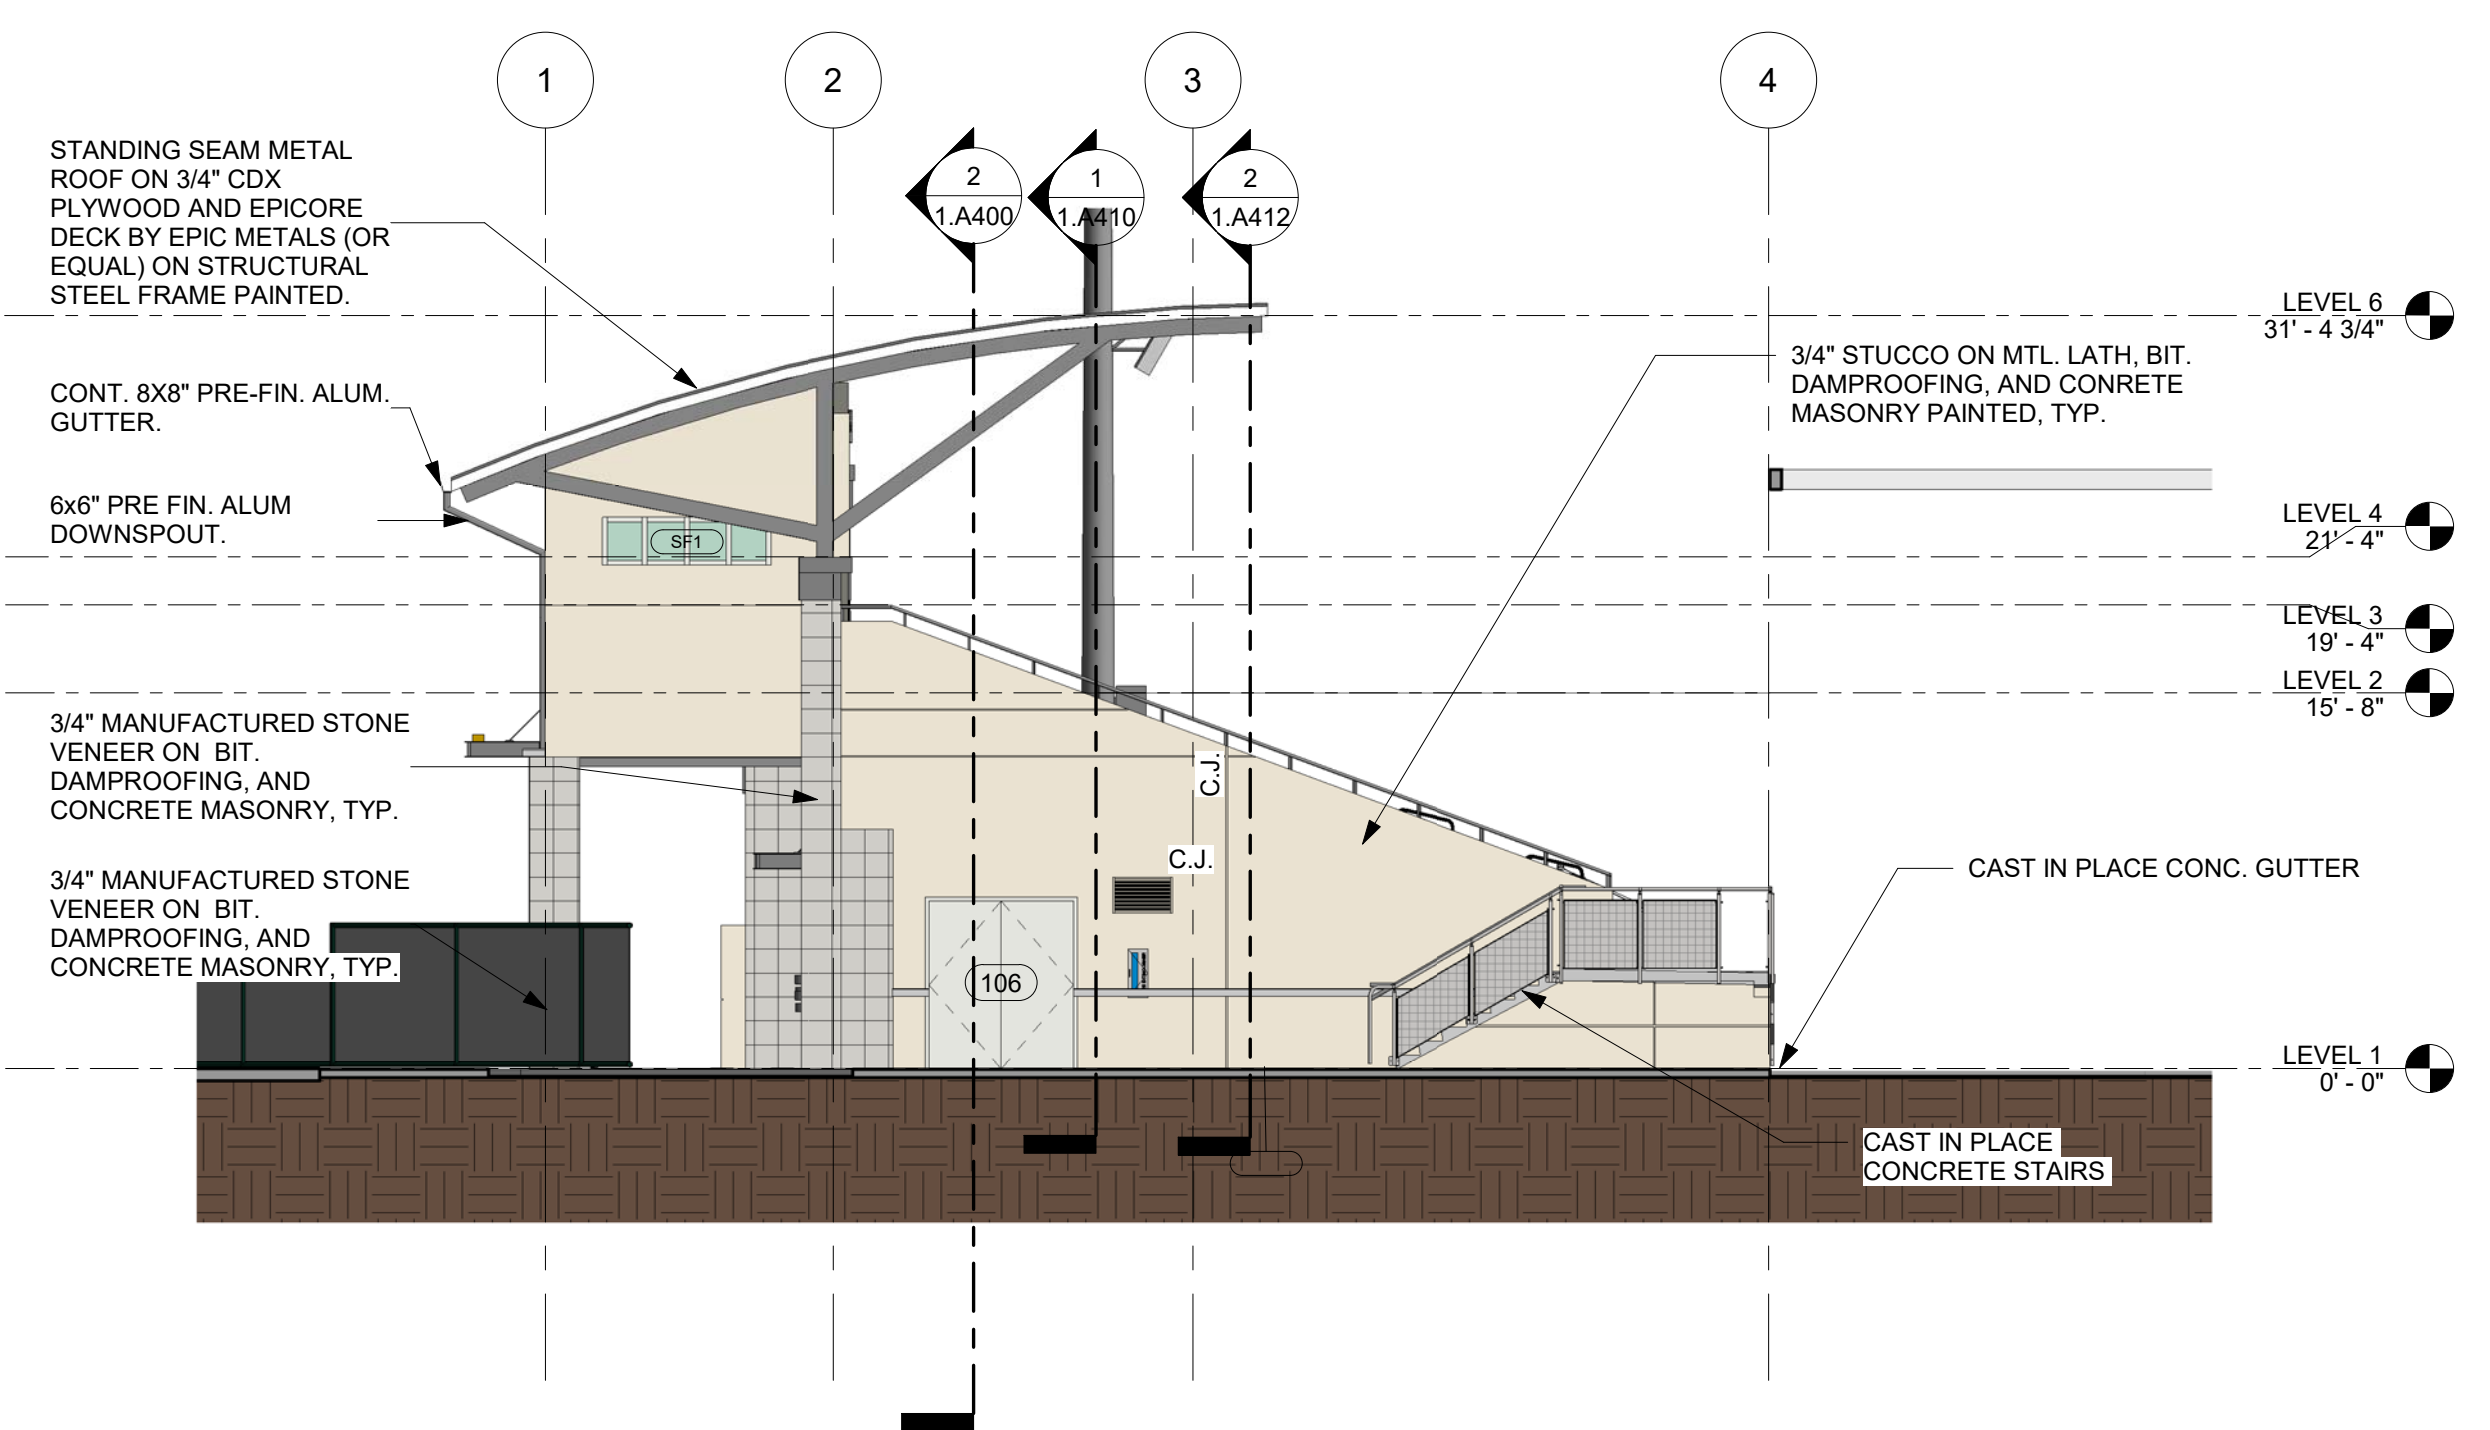 1
2
3
4
2
1.A400
1
1.A410
2
1.A412
STANDING SEAM METAL
ROOF ON 3/4" CDX
PLYWOOD AND EPICORE
DECK BY EPIC METALS (OR
EQUAL) ON STRUCTURAL
STEEL FRAME PAINTED.
LEVEL 6
31' - 4 3/4"
3/4" STUCCO ON MTL. LATH, BIT.
DAMPROOFING, AND CONRETE
MASONRY PAINTED, TYP.
CONT. 8X8" PRE-FIN. ALUM.
GUTTER.
6x6" PRE FIN. ALUM
DOWNSPOUT.
SF1
LEVEL 4
21' - 4"
LEVEL 3
19' - 4"
LEVEL 2
15' - 8"
3/4" MANUFACTURED STONE
VENEER ON  BIT.
DAMPROOFING, AND
CONCRETE MASONRY, TYP.
C.J.
C.J.
3/4" MANUFACTURED STONE
VENEER ON  BIT.
DAMPROOFING, AND
CONCRETE MASONRY, TYP.
CAST IN PLACE CONC. GUTTER
106
LEVEL 1
0' - 0"
CAST IN PLACE
CONCRETE STAIRS